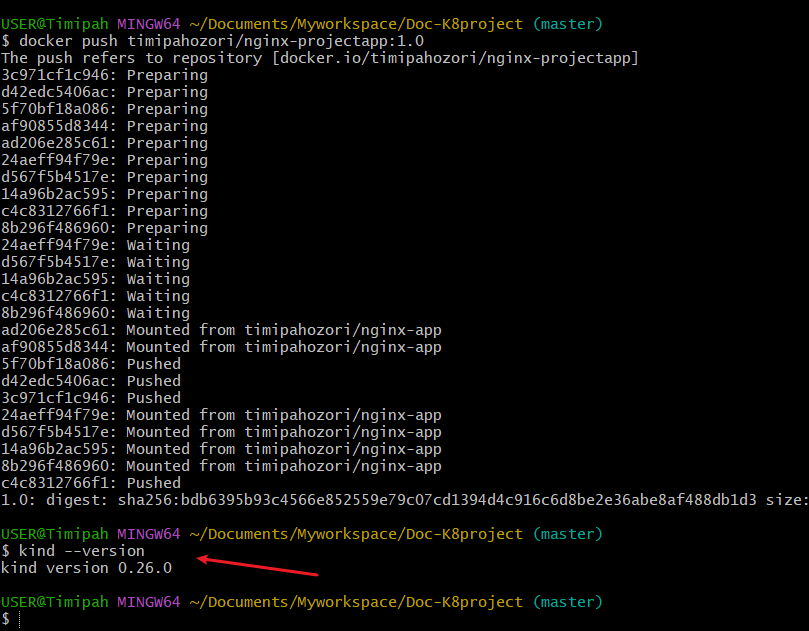 USER@Timipah MINGW64 ~/Documents/Myworkspace/Doc-K8project (master)
$ docker push timipahozori/nginx-projectapp:1.0
The push refers to repository [docker.io/timipahozori/nginx-projectapp]
3c971cf1c946: Preparing
d42edc5406ac: Preparing
5f70bf18a086: Preparing
af90855d8344: Preparing
ad206e285c61: Preparing
24aeff94f79e: Preparing
d567f5b4517e: Preparing
14a96b2ac595: Preparing
c4c8312766f1: Preparing
8b296f486960: Preparing
24aeff94f79e: Waiting
d567f5b4517e: Waiting
14a96b2ac595: Waiting
c4c8312766f1: Waiting
8b296f486960: Waiting
ad206e285c61: Mounted from timipahozori/nginx-app
af90855d8344: Mounted from timipahozori/nginx-app
5f70bf18a086: Pushed
d42edc5406ac: Pushed
3c971cf1c946: Pushed
24aeff94f79e: Mounted from timipahozori/nginx-app
d567f5b4517e: Mounted from timipahozori/nginx-app
14a96b2ac595: Mounted from timipahozori/nginx-app
8b296f486960: Mounted from timipahozori/nginx-app
c4c8312766f1: Pushed
1.0: digest: sha256:bdb6395b93c4566e852559e79c07cd1394d4c916c6d8be2e36abe8af488db1d3 size:
USER@Timipah MINGW64 ~/Documents/Myworkspace/Doc-K8project (master)
$ kind --version
kind version 0.26.0
USER@Timipah MINGW64 ~/Documents/Myworkspace/Doc-K8project (master)
$